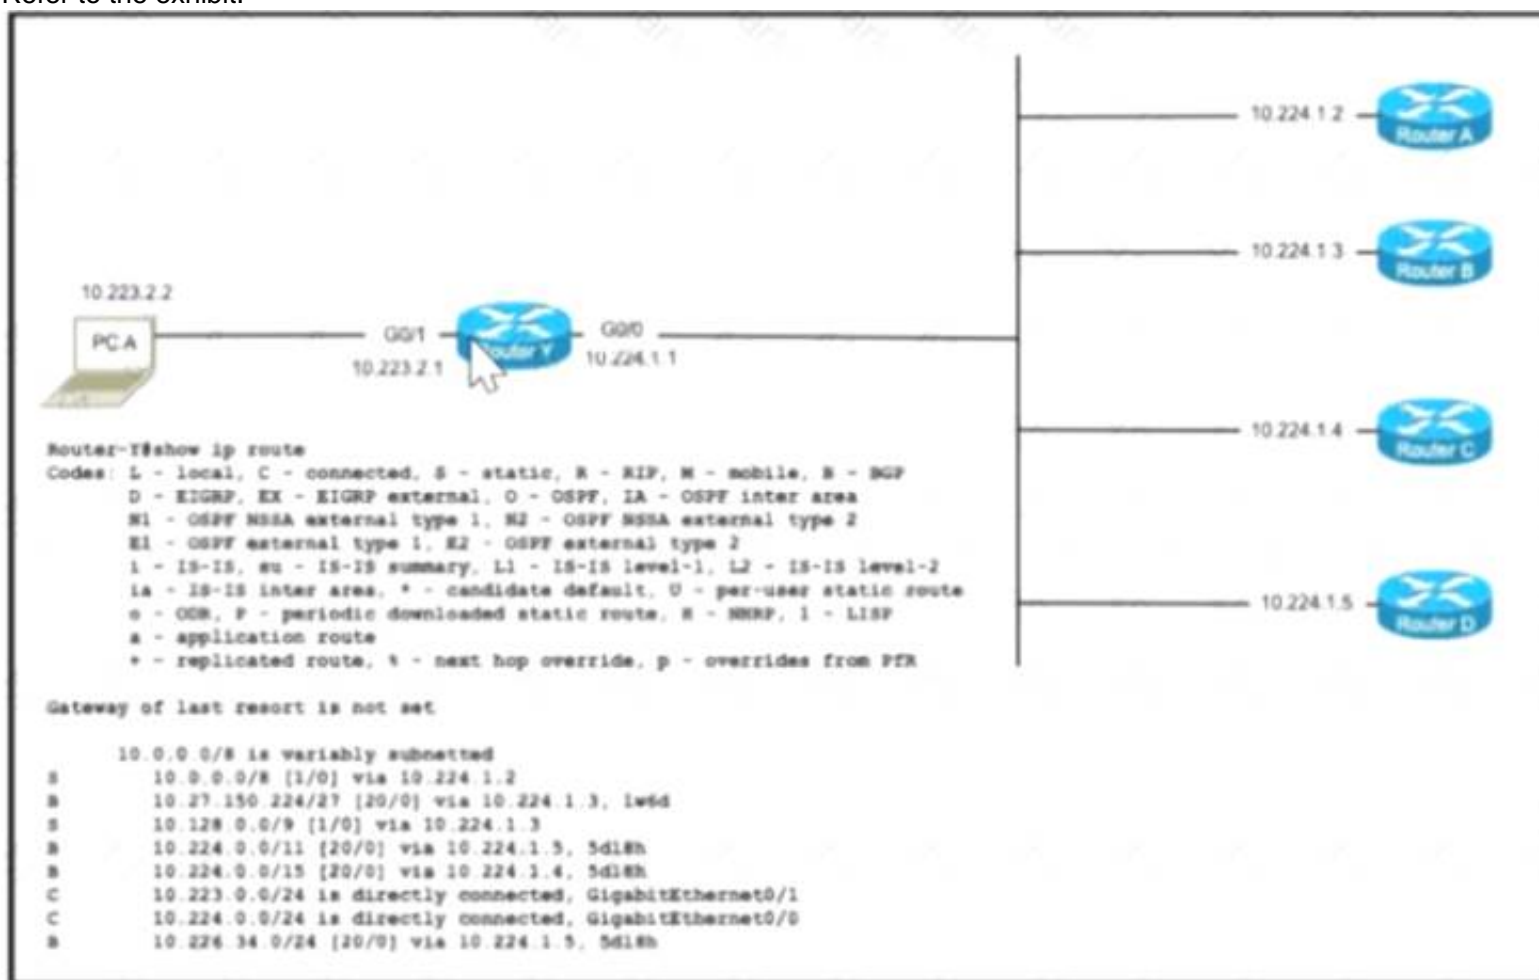 Refer to the exhibit.
10.224.1.2
Router A
10.224.1.3
Router B
10.223.2.2
PC A
G0/1
10.223.2.1
Router Y
G0/0
10.224.1.1
10.224.1.4
Router C
10.224.1.5
Router D
Router-Y#show ip route
Codes: L - local, C - connected, S - static, R - RIP, M - mobile, B - BGP
D - EIGRP, EX - EIGRP external, O - OSPF, IA - OSPF inter area
N1 - OSPF NSSA external type 1, N2 - OSPF NSSA external type 2
E1 - OSPF external type 1, E2 - OSPF external type 2
i - IS-IS, su - IS-IS summary, L1 - IS-IS level-1, L2 - IS-IS level-2
ia - IS-IS inter area, * - candidate default, U - per-user static route
o - ODR, P - periodic downloaded static route, H - NHRP, l - LISP
a - application route
+ - replicated route, % - next hop override, p - overrides from PfR
Gateway of last resort is not set
10.0.0.0/8 is variably subnetted
S 10.0.0.0/8 [1/0] via 10.224.1.2
B 10.27.150.224/27 [20/0] via 10.224.1.3, 1w6d
S 10.128.0.0/9 [1/0] via 10.224.1.3
B 10.224.0.0/11 [20/0] via 10.224.1.5, 5d18h
B 10.224.0.0/15 [20/0] via 10.224.1.4, 5d18h
C 10.223.0.0/24 is directly connected, GigabitEthernet0/1
C 10.224.0.0/24 is directly connected, GigabitEthernet0/0
B 10.226.34.0/24 [20/0] via 10.224.1.5, 5d18h